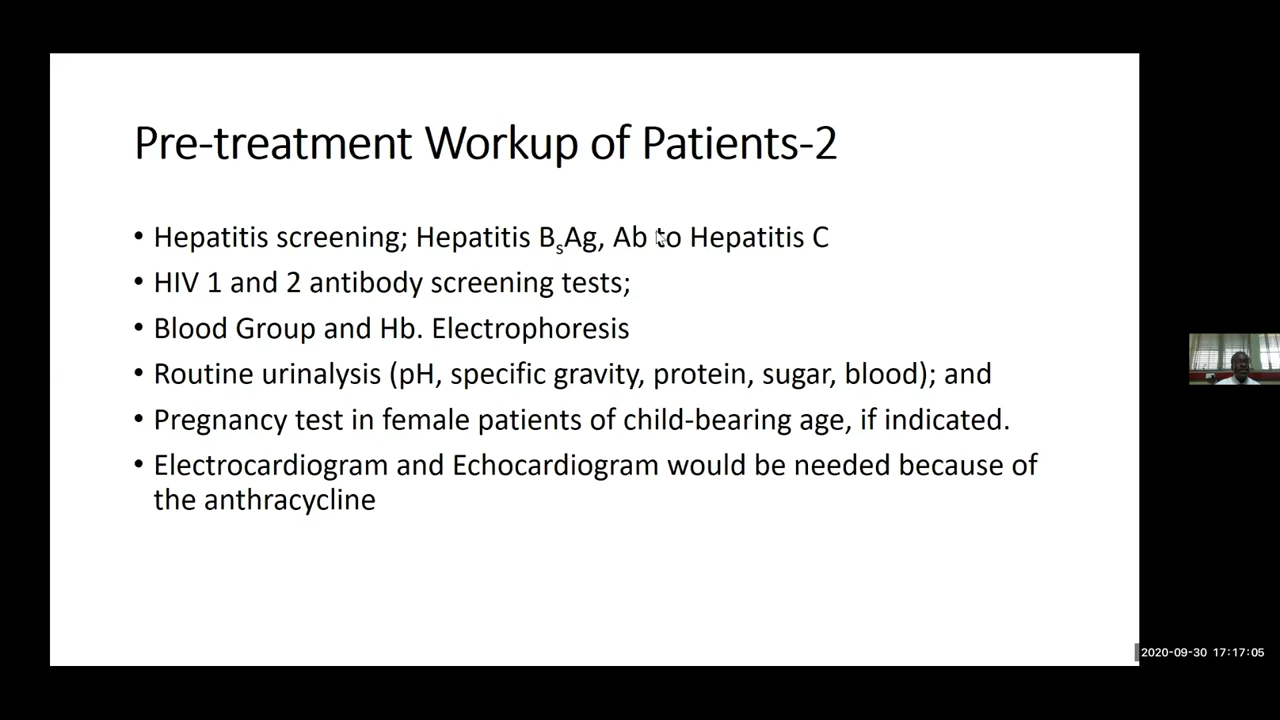 Pre-treatment Workup of Patients-2
• Hepatitis screening; Hepatitis BsAg, Ab to Hepatitis C
• HIV 1 and 2 antibody screening tests;
• Blood Group and Hb. Electrophoresis
• Routine urinalysis (pH, specific gravity, protein, sugar, blood); and
• Pregnancy test in female patients of child-bearing age, if indicated.
• Electrocardiogram and Echocardiogram would be needed because of
the anthracycline
2020-09-30 17:17:05